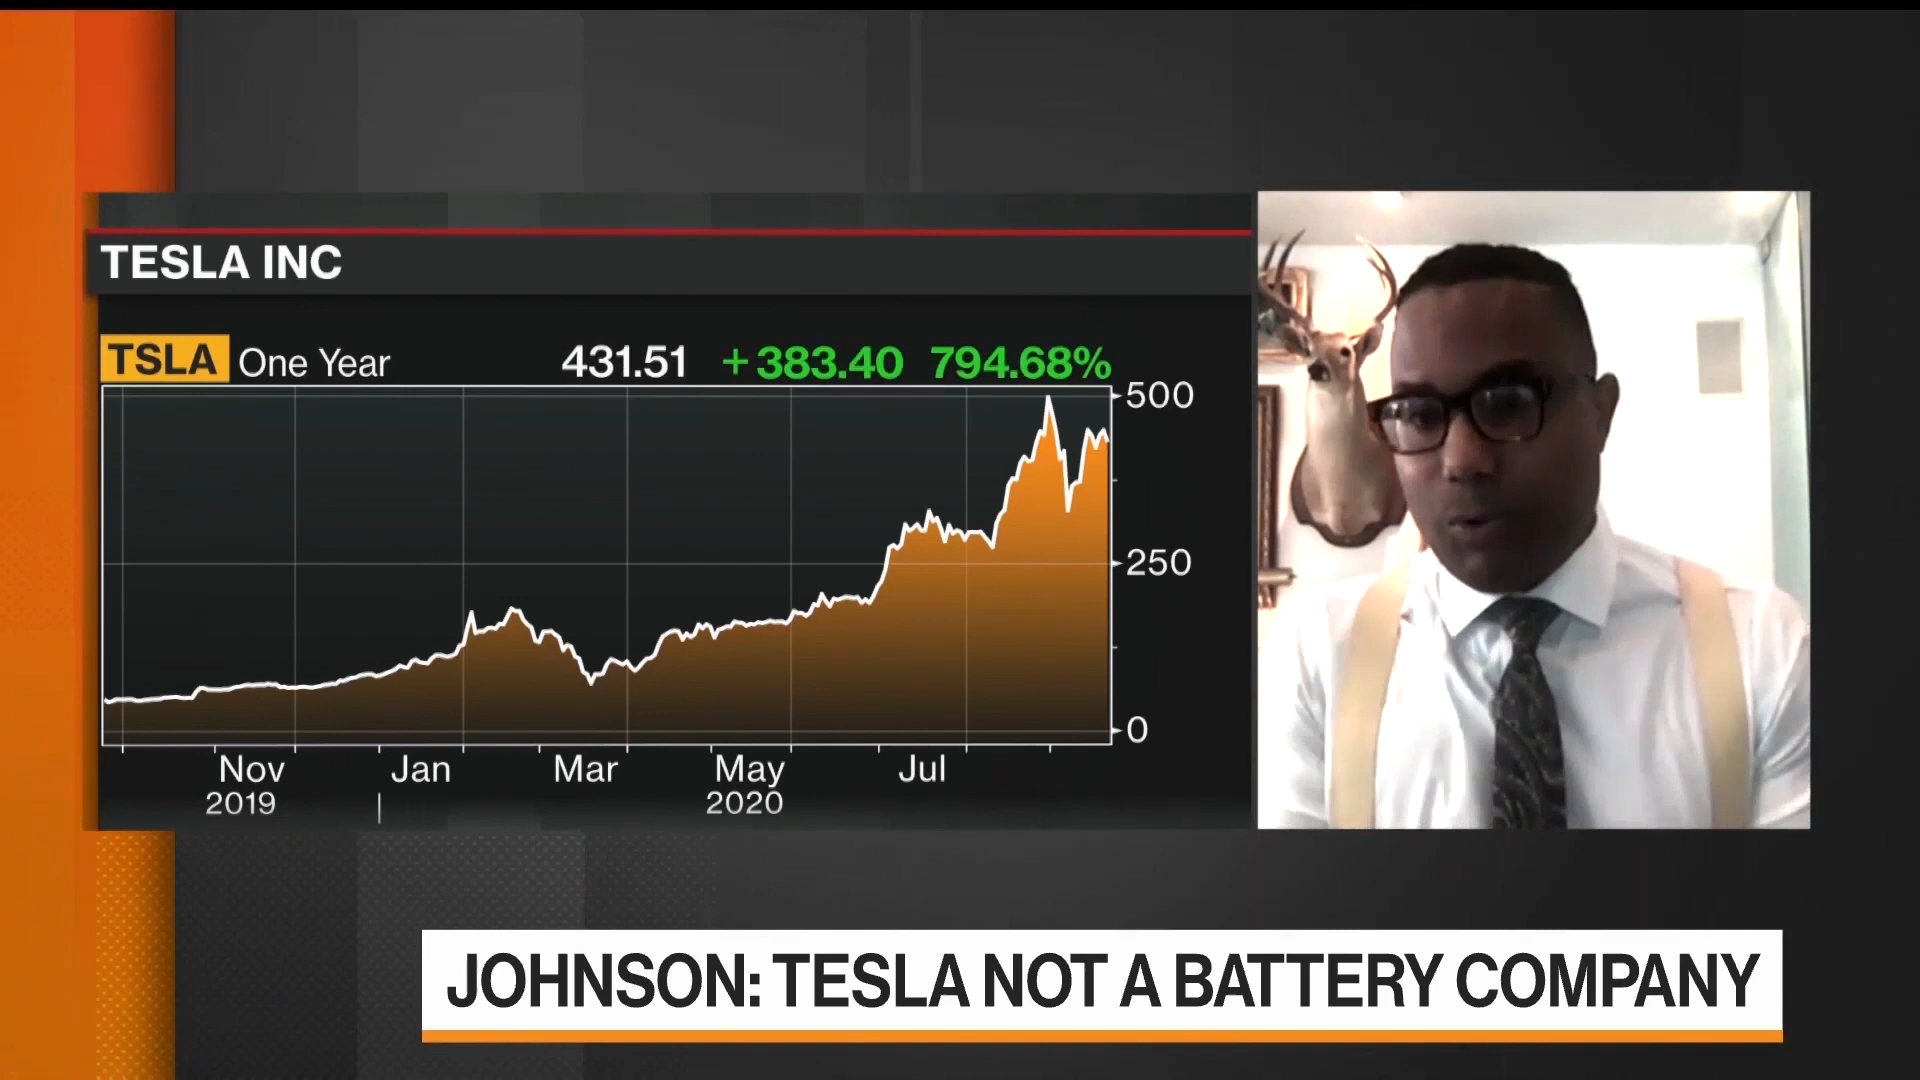 TESLA INC
TSLA One Year 431.51 +383.40 794.68%
500
250
0
Nov Jan Mar May Jul
2019 2020
JOHNSON: TESLA NOT A BATTERY COMPANY